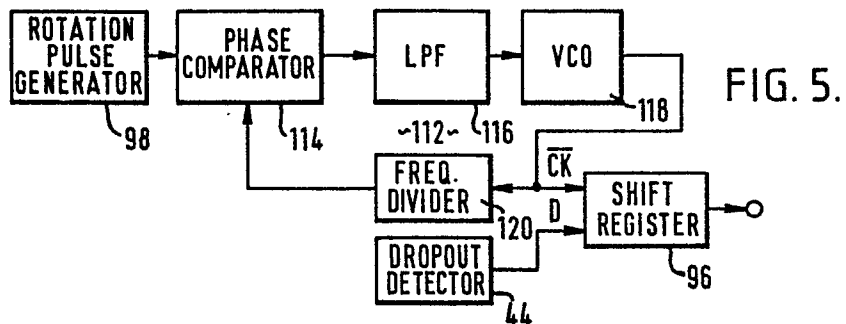 ROTATION
PULSE
GENERATOR
98
PHASE
COMPARATOR
114
LPF
116
VCO
118
FIG. 5.
~112~
FREQ.
DIVIDER
120
C̅K̅
D
SHIFT
REGISTER
96
DROPOUT
DETECTOR
44